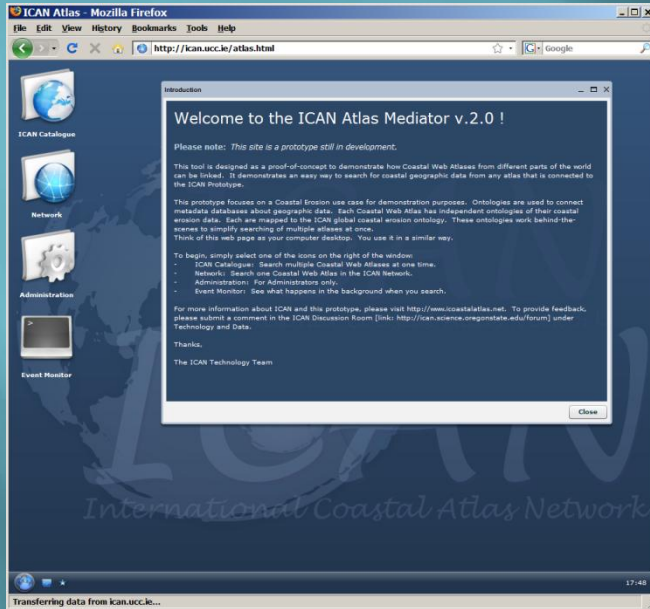 ICAN Atlas - Mozilla Firefox
File Edit View History Bookmarks Tools Help
http://ican.ucc.ie/atlas.html
Google
ICAN Catalogue
Network
Administration
Event Monitor
Introduction
Welcome to the ICAN Atlas Mediator v.2.0 !
Please note: This site is a prototype still in development.
This tool is designed as a proof-of-concept to demonstrate how Coastal Web Atlases from different parts of the world
can be linked. It demonstrates an easy way to search for coastal geographic data from any atlas that is connected to
the ICAN Prototype.
This prototype focuses on a Coastal Erosion use case for demonstration purposes. Ontologies are used to connect
metadata databases about geographic data. Each Coastal Web Atlas has independent ontologies of their coastal
erosion data. Each are mapped to the ICAN global coastal erosion ontology. These ontologies work behind-the-
scenes to simplify searching of multiple atlases at once.
Think of this web page as your computer desktop. You use it in a similar way.
To begin, simply select one of the icons on the right of the window:
- ICAN Catalogue: Search multiple Coastal Web Atlases at one time.
- Network: Search one Coastal Web Atlas in the ICAN Network.
- Administration: For Administrators only.
- Event Monitor: See what happens in the background when you search.
For more information about ICAN and this prototype, please visit http://www.icoastalatlas.net. To provide feedback,
please submit a comment in the ICAN Discussion Room [link: http://ican.science.oregonstate.edu/forum] under
Technology and Data.
Thanks,
The ICAN Technology Team
Close
ICAN
International Coastal Atlas Network
17:48
Transferring data from ican.ucc.ie...